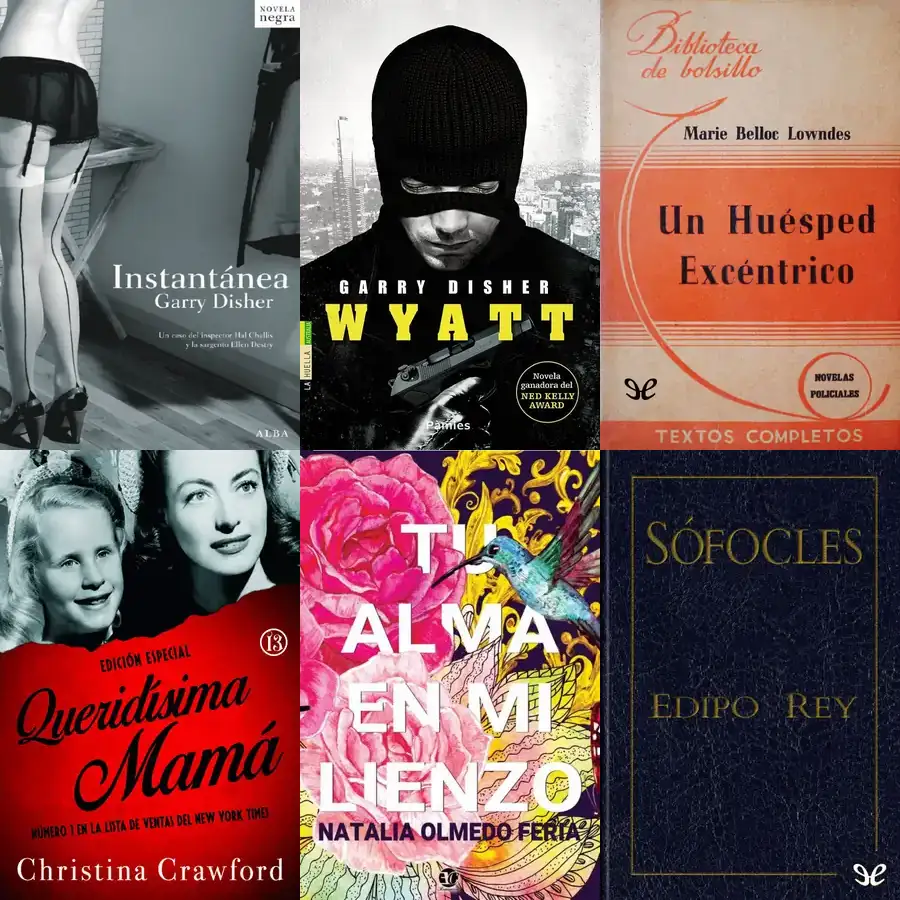 NOVELA
negra
Instantánea
Garry Disher
Un caso del inspector Hal Challis
y la sargento Ellen Destry
ALBA
GARRY DISHER
WYATT
LA HUELLA
Novela
ganadora del
NED KELLY
AWARD
Pàmies
Biblioteca
de bolsillo
Marie Belloc Lowndes
Un Huésped
Excéntrico
NOVELAS
POLICIALES
TEXTOS COMPLETOS
EDICIÓN ESPECIAL
13
Queridísima
Mamá
NÚMERO 1 EN LA LISTA DE VENTAS DEL NEW YORK TIMES
Christina Crawford
TU
ALMA
EN MI
LIENZO
NATALIA OLMEDO FERIA
SÓFOCLES
EDIPO REY